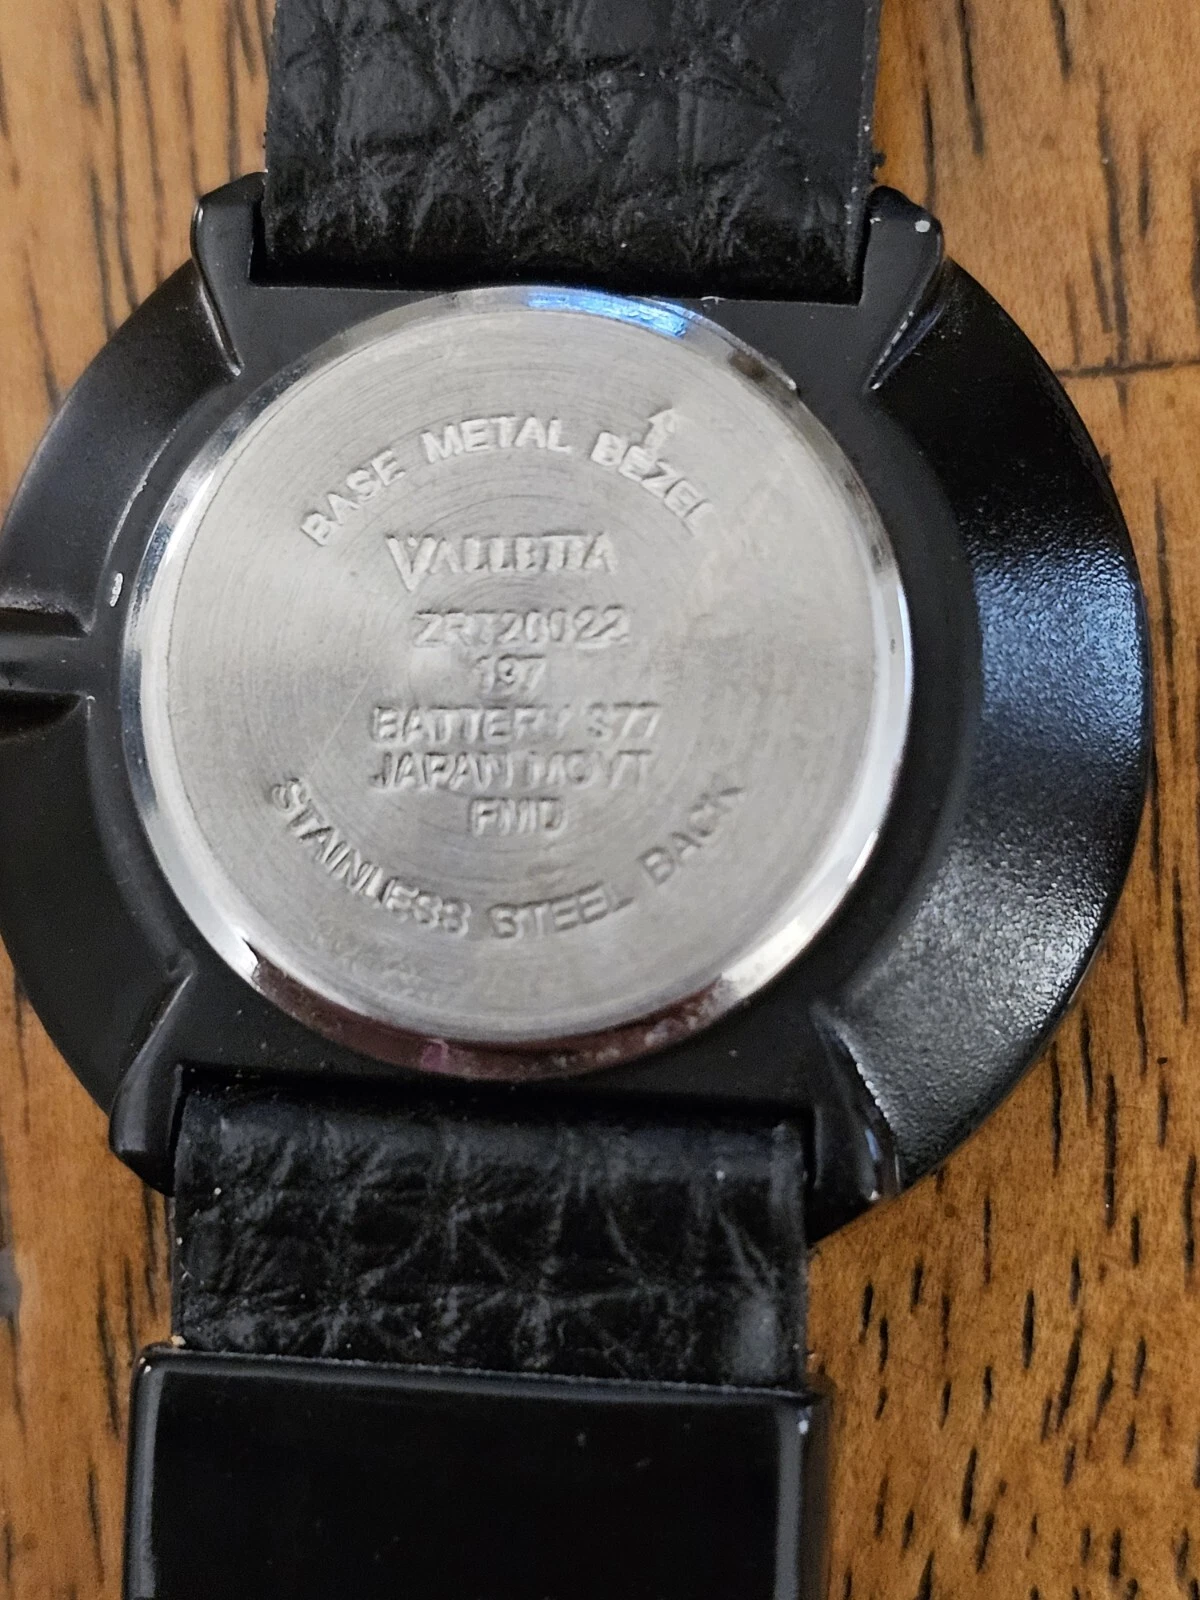 BASE METAL BEZEL
VALLETTA
ZRT20022
197
BATTERY 377
JAPAN MOVT
FMD
STAINLESS STEEL BACK